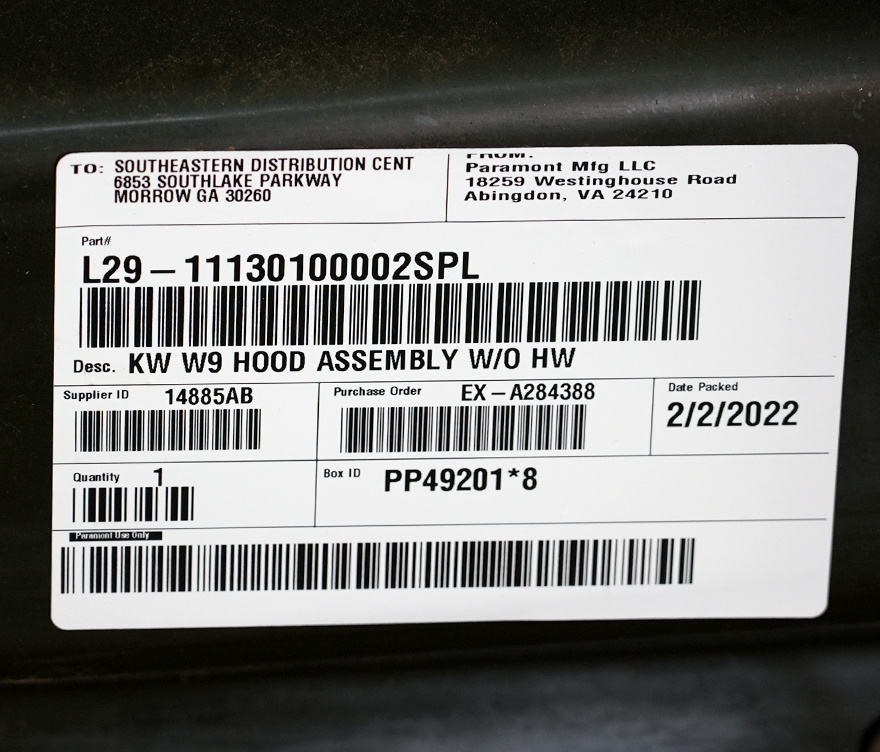 TO: SOUTHEASTERN DISTRIBUTION CENT
6853 SOUTHLAKE PARKWAY
MORROW GA 30260
FROM:
Paramont Mfg LLC
18259 Westinghouse Road
Abingdon, VA 24210
Part#
L29-11130100002SPL
Desc. KW W9 HOOD ASSEMBLY W/O HW
Supplier ID 14885AB
Purchase Order EX-A284388
Date Packed
2/2/2022
Quantity 1
Box ID PP49201*8
Paramont Use Only